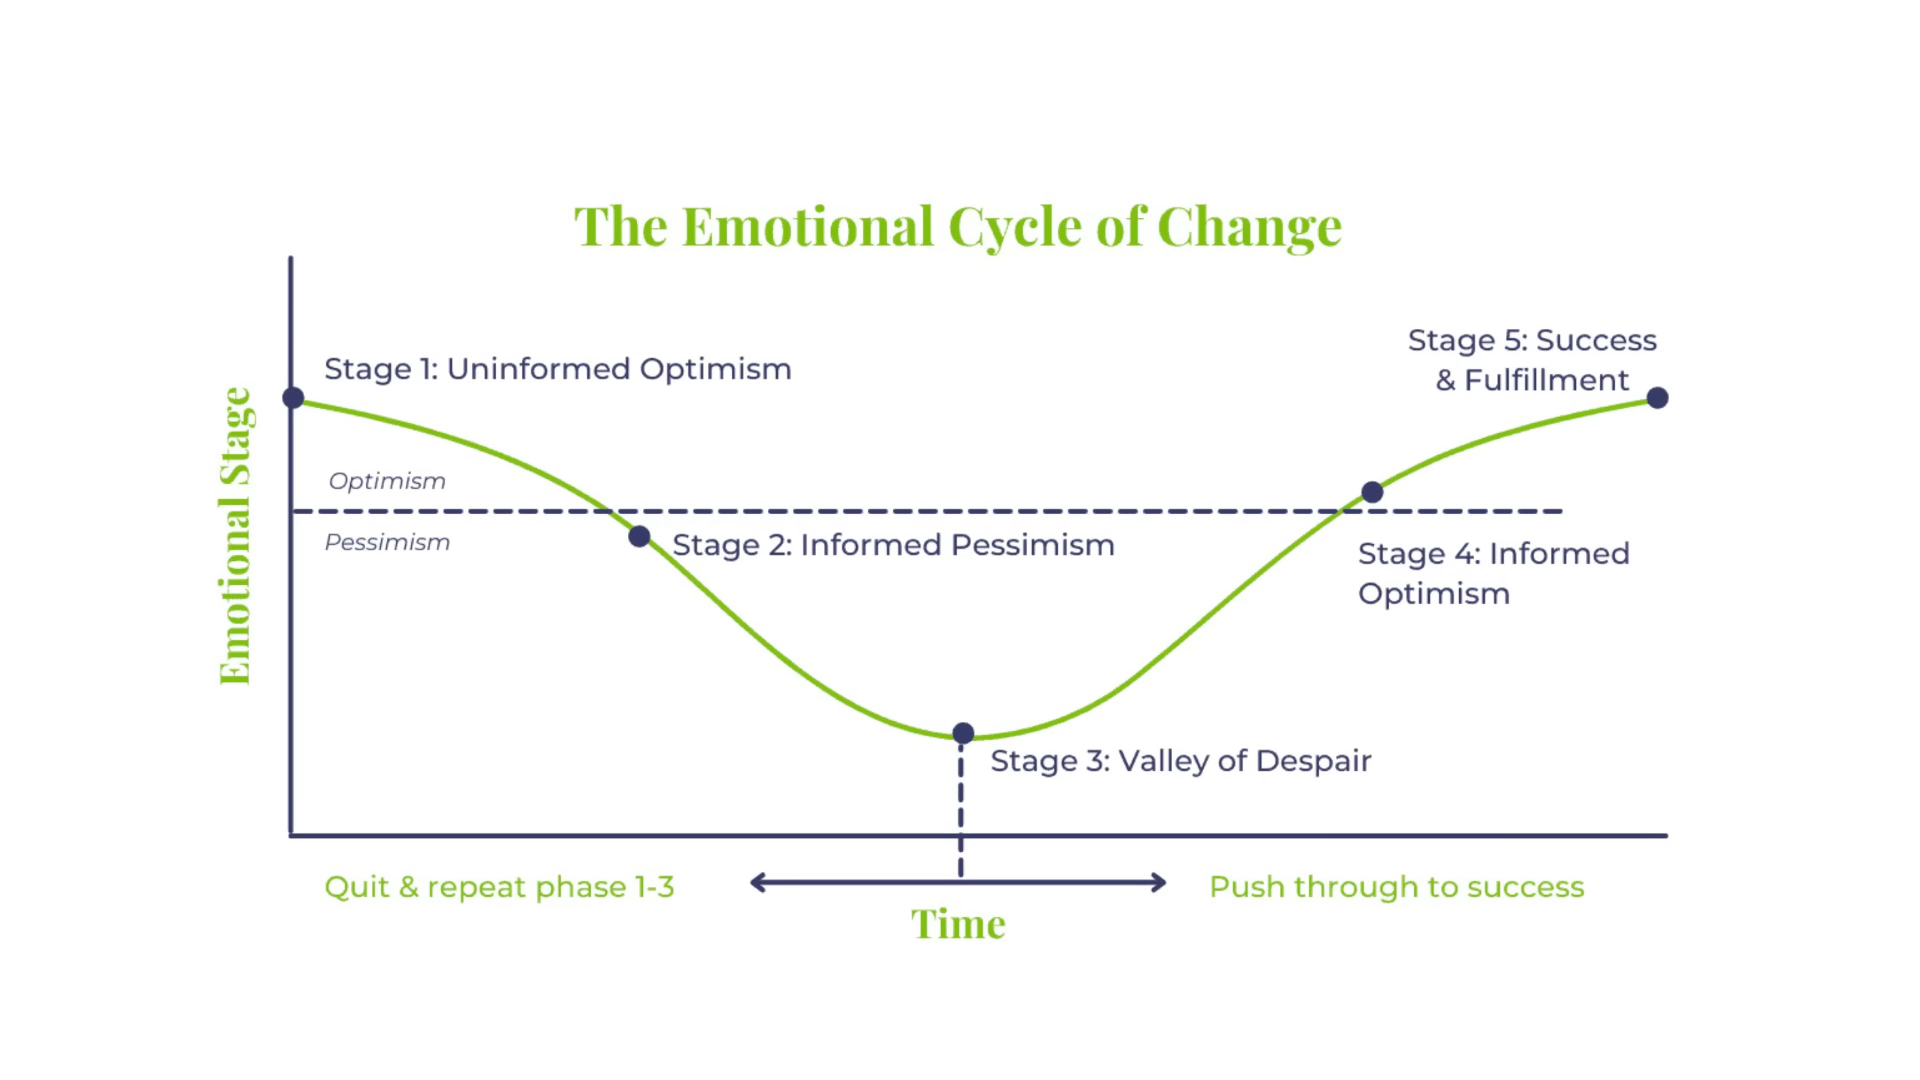 The Emotional Cycle of Change
Stage 1: Uninformed Optimism
Stage 5: Success
& Fulfillment
Emotional Stage
Optimism
Pessimism
Stage 2: Informed Pessimism
Stage 4: Informed
Optimism
Stage 3: Valley of Despair
Quit & repeat phase 1-3
Push through to success
Time